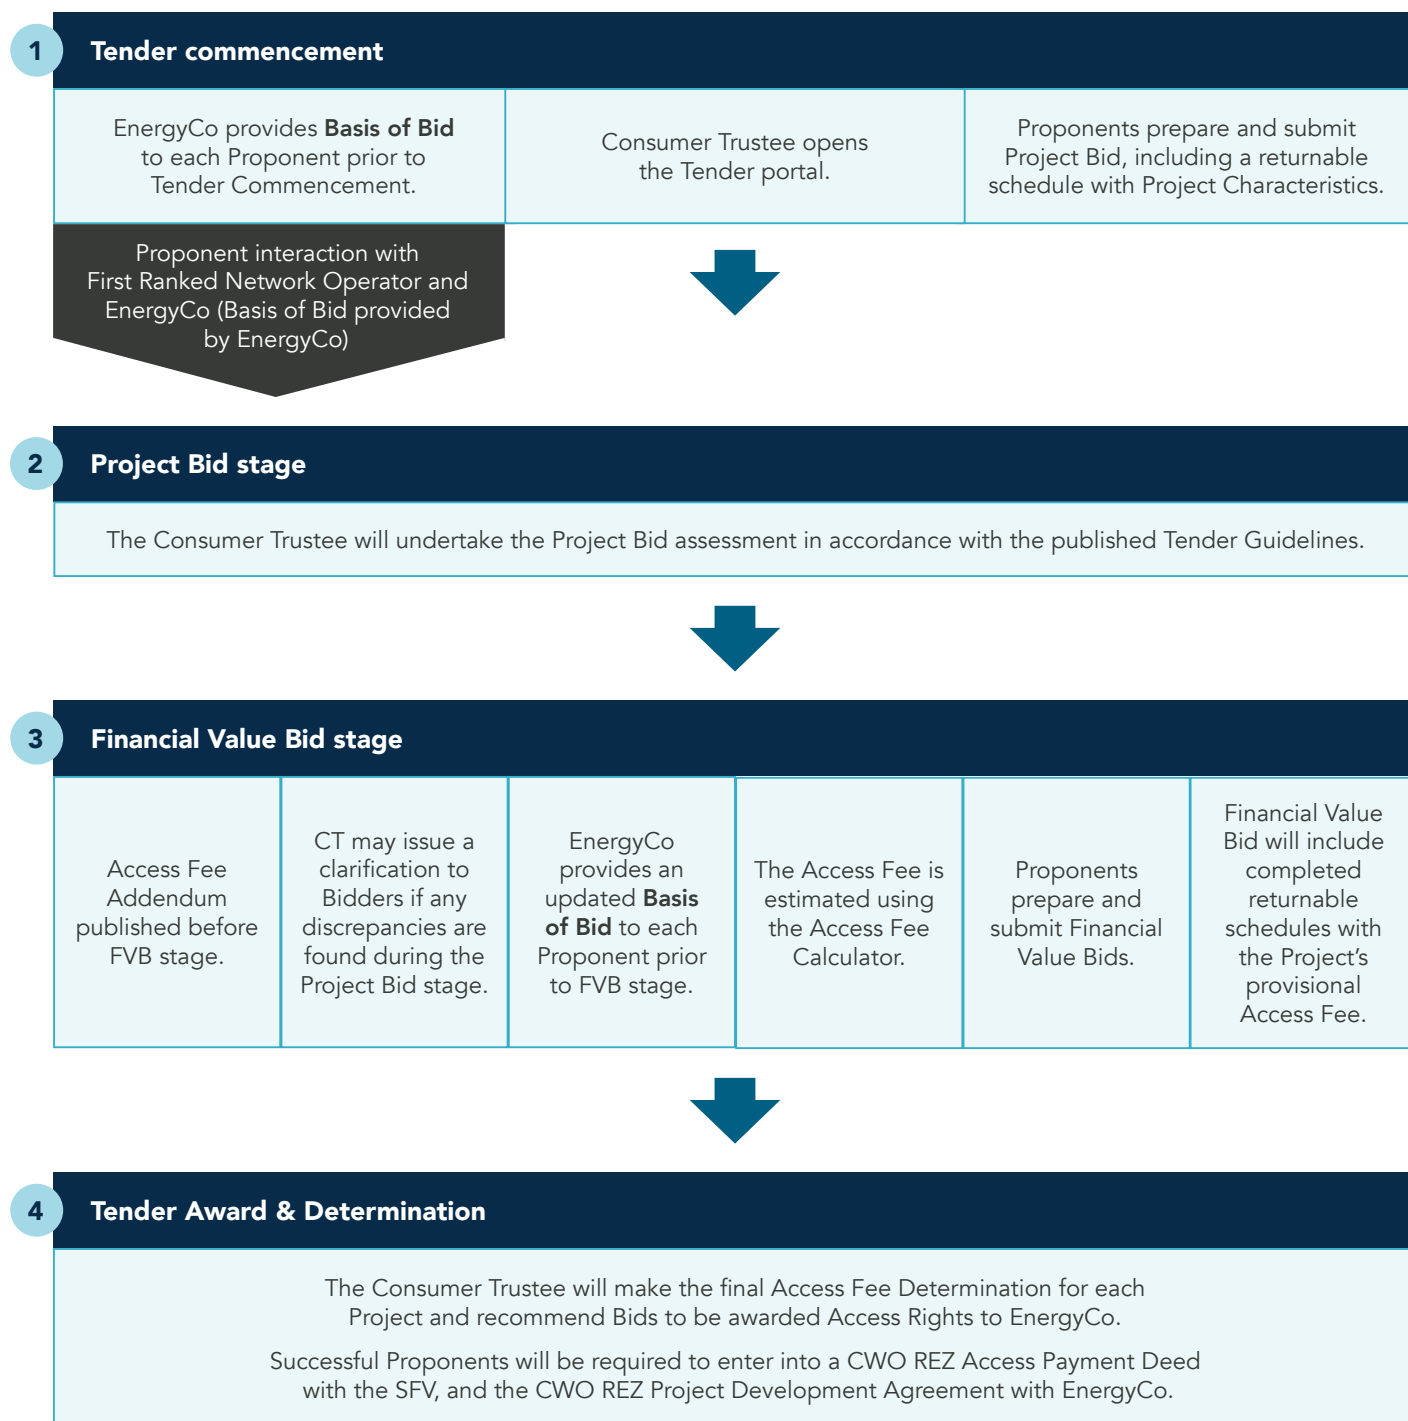 1
Tender commencement
EnergyCo provides Basis of Bid
to each Proponent prior to
Tender Commencement.
Consumer Trustee opens
the Tender portal.
Proponents prepare and submit
Project Bid, including a returnable
schedule with Project Characteristics.
Proponent interaction with
First Ranked Network Operator and
EnergyCo (Basis of Bid provided
by EnergyCo)
2
Project Bid stage
The Consumer Trustee will undertake the Project Bid assessment in accordance with the published Tender Guidelines.
3
Financial Value Bid stage
Access Fee
Addendum
published before
FVB stage.
CT may issue a
clarification to
Bidders if any
discrepancies are
found during the
Project Bid stage.
EnergyCo
provides an
updated Basis
of Bid to each
Proponent prior
to FVB stage.
The Access Fee is
estimated using
the Access Fee
Calculator.
Proponents
prepare and
submit Financial
Value Bids.
Financial Value
Bid will include
completed
returnable
schedules with
the Project’s
provisional
Access Fee.
4
Tender Award & Determination
The Consumer Trustee will make the final Access Fee Determination for each
Project and recommend Bids to be awarded Access Rights to EnergyCo.
Successful Proponents will be required to enter into a CWO REZ Access Payment Deed
with the SFV, and the CWO REZ Project Development Agreement with EnergyCo.